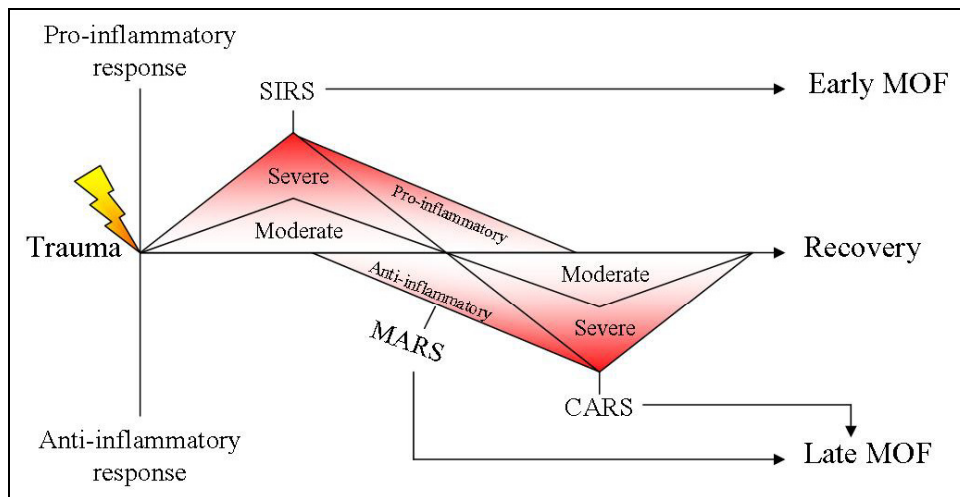 Pro-inflammatory
response
SIRS
Early MOF
Severe
Pro-inflammatory
Moderate
Trauma
Recovery
Moderate
Anti-inflammatory
Severe
MARS
CARS
Anti-inflammatory
response
Late MOF